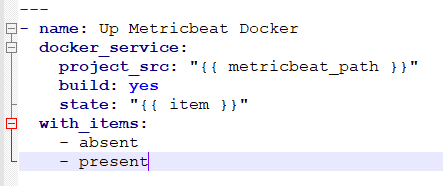 ---
- name: Up Metricbeat Docker
  docker_service:
    project_src: "{{ metricbeat_path }}"
    build: yes
    state: "{{ item }}"
  with_items:
    - absent
    - present